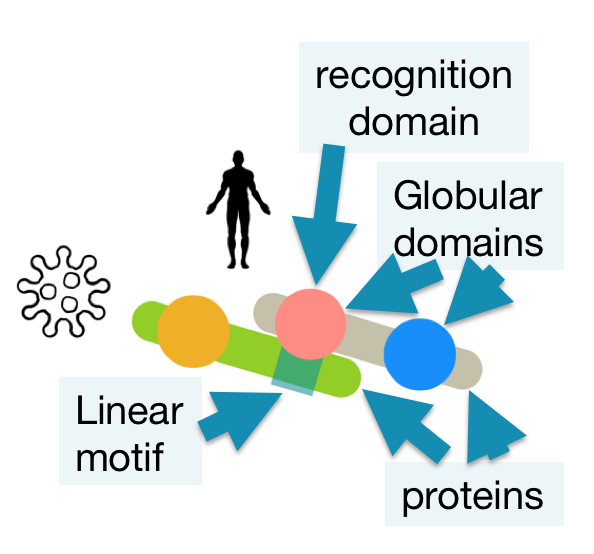 recognition
domain
Globular
domains
Linear
motif
proteins